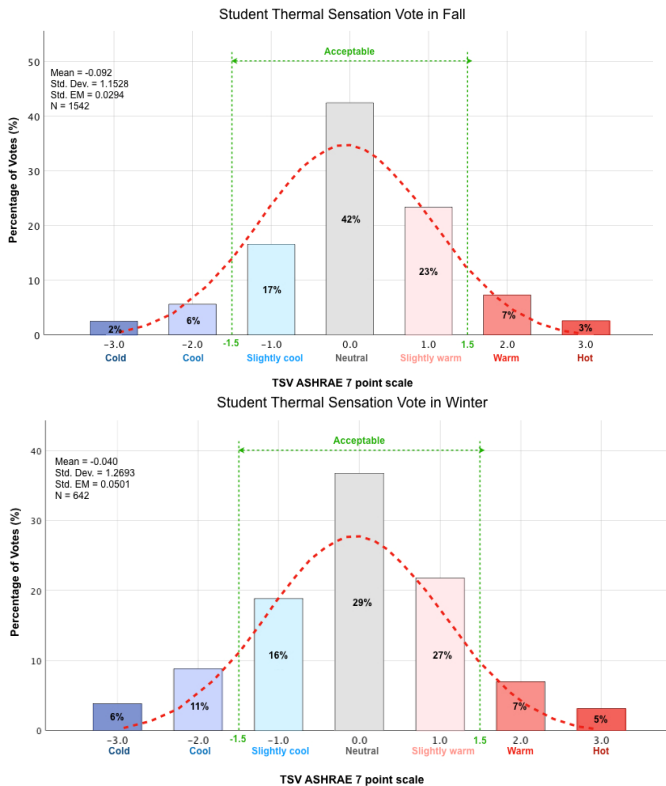 Student Thermal Sensation Vote in Fall
Acceptable
50
Mean = -0.092
Std. Dev. = 1.1528
Std. EM = 0.0294
N = 1542
40
30
20
10
0
Percentage of Votes (%)
2%
6%
17%
42%
23%
7%
3%
−3.0 −2.0 -1.5 −1.0 0.0 1.0 1.5 2.0 3.0
Cold Cool Slightly cool Neutral Slightly warm Warm Hot
TSV ASHRAE 7 point scale
Student Thermal Sensation Vote in Winter
Acceptable
40
Mean = -0.040
Std. Dev. = 1.2693
Std. EM = 0.0501
N = 642
30
20
10
0
Percentage of Votes (%)
6%
11%
16%
29%
27%
7%
5%
−3.0 −2.0 -1.5 −1.0 0.0 1.0 1.5 2.0 3.0
Cold Cool Slightly cool Neutral Slightly warm Warm Hot
TSV ASHRAE 7 point scale